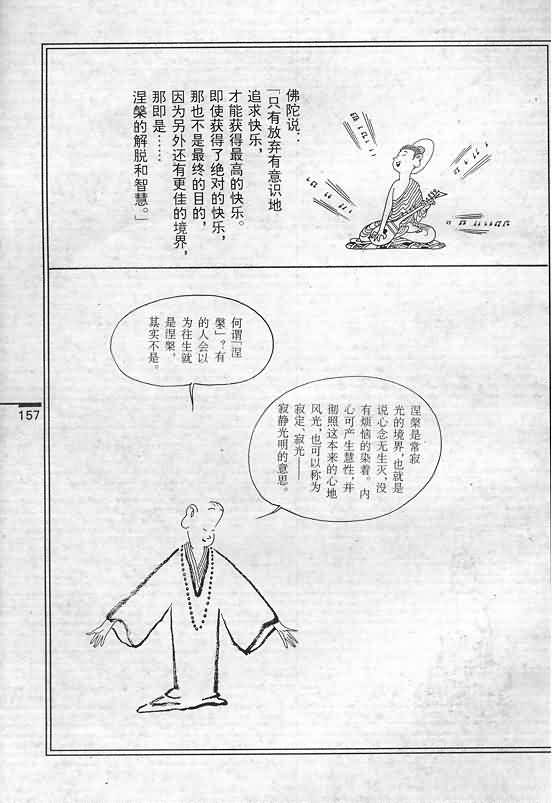 佛陀说：
「只有放弃有意识地
追求快乐，
才能获得最高的快乐。
即使获得了绝对的快乐，
那也不是最终的目的，
因为另外还有更佳的境界，
那即是……
涅槃的解脱和智慧。」
何谓「涅
槃」？有
的人会以
为往生就
是涅槃，
其实不是。
涅槃是常寂
光的境界，也就是
说心念无生灭、没
有烦恼的染着。内
心可产生慧性，并
彻照这本来的心地
风光，也可以称为
寂定、寂光——
寂静光明的意思。
157